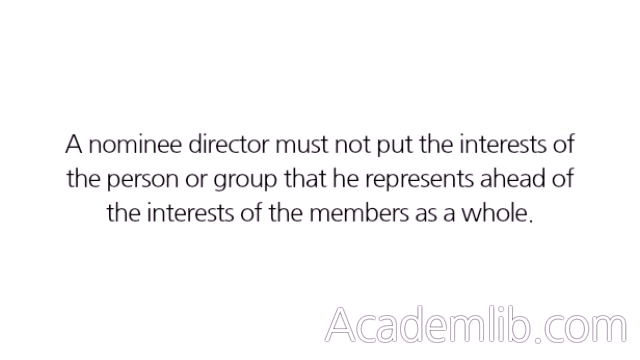 A nominee director must not put the interests of
the person or group that he represents ahead of
the interests of the members as a whole.
Academlib.com